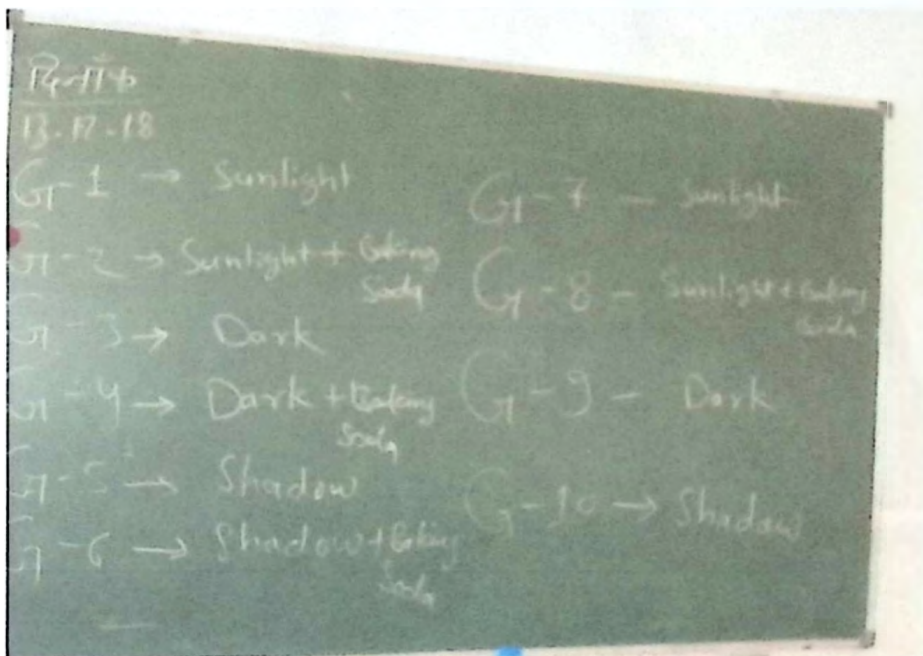 13-12-18
G-1 → Sunlight
G-2 → Sunlight + Baking
Soda
G-3 → Dark
G-4 → Dark + Baking
Soda
G-5 → Shadow
G-6 → Shadow + Baking
Soda
G-7 — Sunlight
G-8 — Sunlight + Baking
Soda
G-9 — Dark
G-10 → Shadow